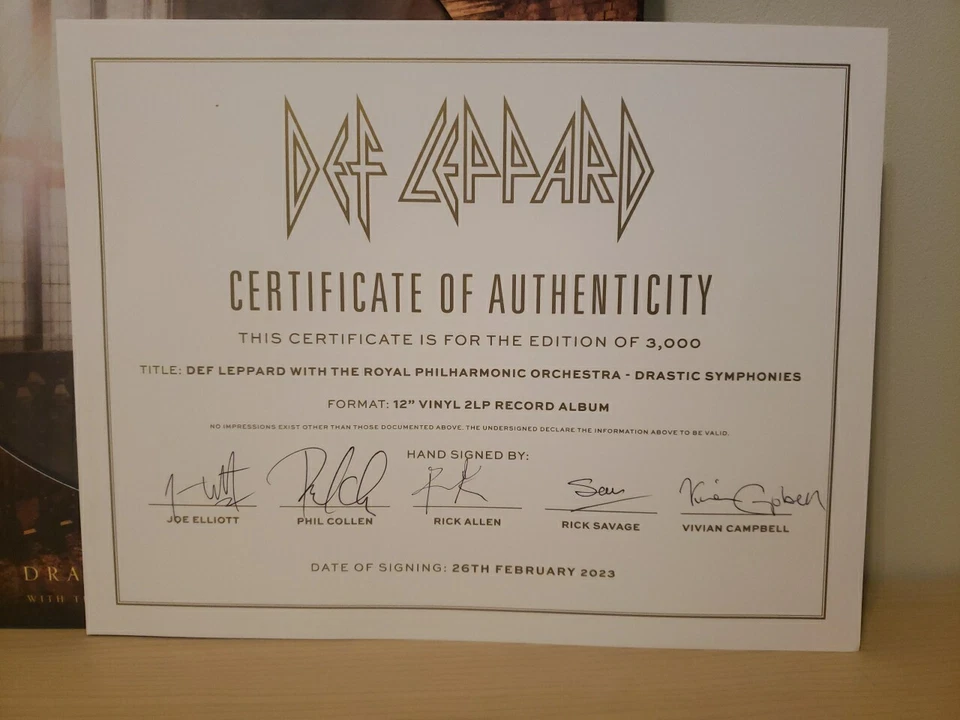 DEF LEPPARD
CERTIFICATE OF AUTHENTICITY
THIS CERTIFICATE IS FOR THE EDITION OF 3,000
TITLE: DEF LEPPARD WITH THE ROYAL PHILHARMONIC ORCHESTRA - DRASTIC SYMPHONIES
FORMAT: 12” VINYL 2LP RECORD ALBUM
NO IMPRESSIONS EXIST OTHER THAN THOSE DOCUMENTED ABOVE. THE UNDERSIGNED DECLARE THE INFORMATION ABOVE TO BE VALID.
HAND SIGNED BY:
JOE ELLIOTT PHIL COLLEN RICK ALLEN RICK SAVAGE VIVIAN CAMPBELL
DATE OF SIGNING: 26TH FEBRUARY 2023
DRA
WITH T